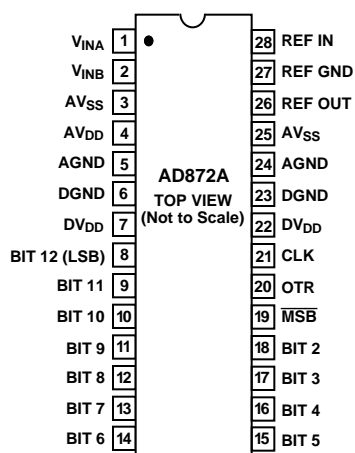 VINA 1 28 REF IN
VINB 2 27 REF GND
AVSS 3 26 REF OUT
AVDD 4 25 AVSS
AGND 5 24 AGND
DGND 6 23 DGND
DVDD 7 22 DVDD
BIT 12 (LSB) 8 21 CLK
BIT 11 9 20 OTR
BIT 10 10 19 M̅S̅B̅
BIT 9 11 18 BIT 2
BIT 8 12 17 BIT 3
BIT 7 13 16 BIT 4
BIT 6 14 15 BIT 5
AD872A
TOP VIEW
(Not to Scale)